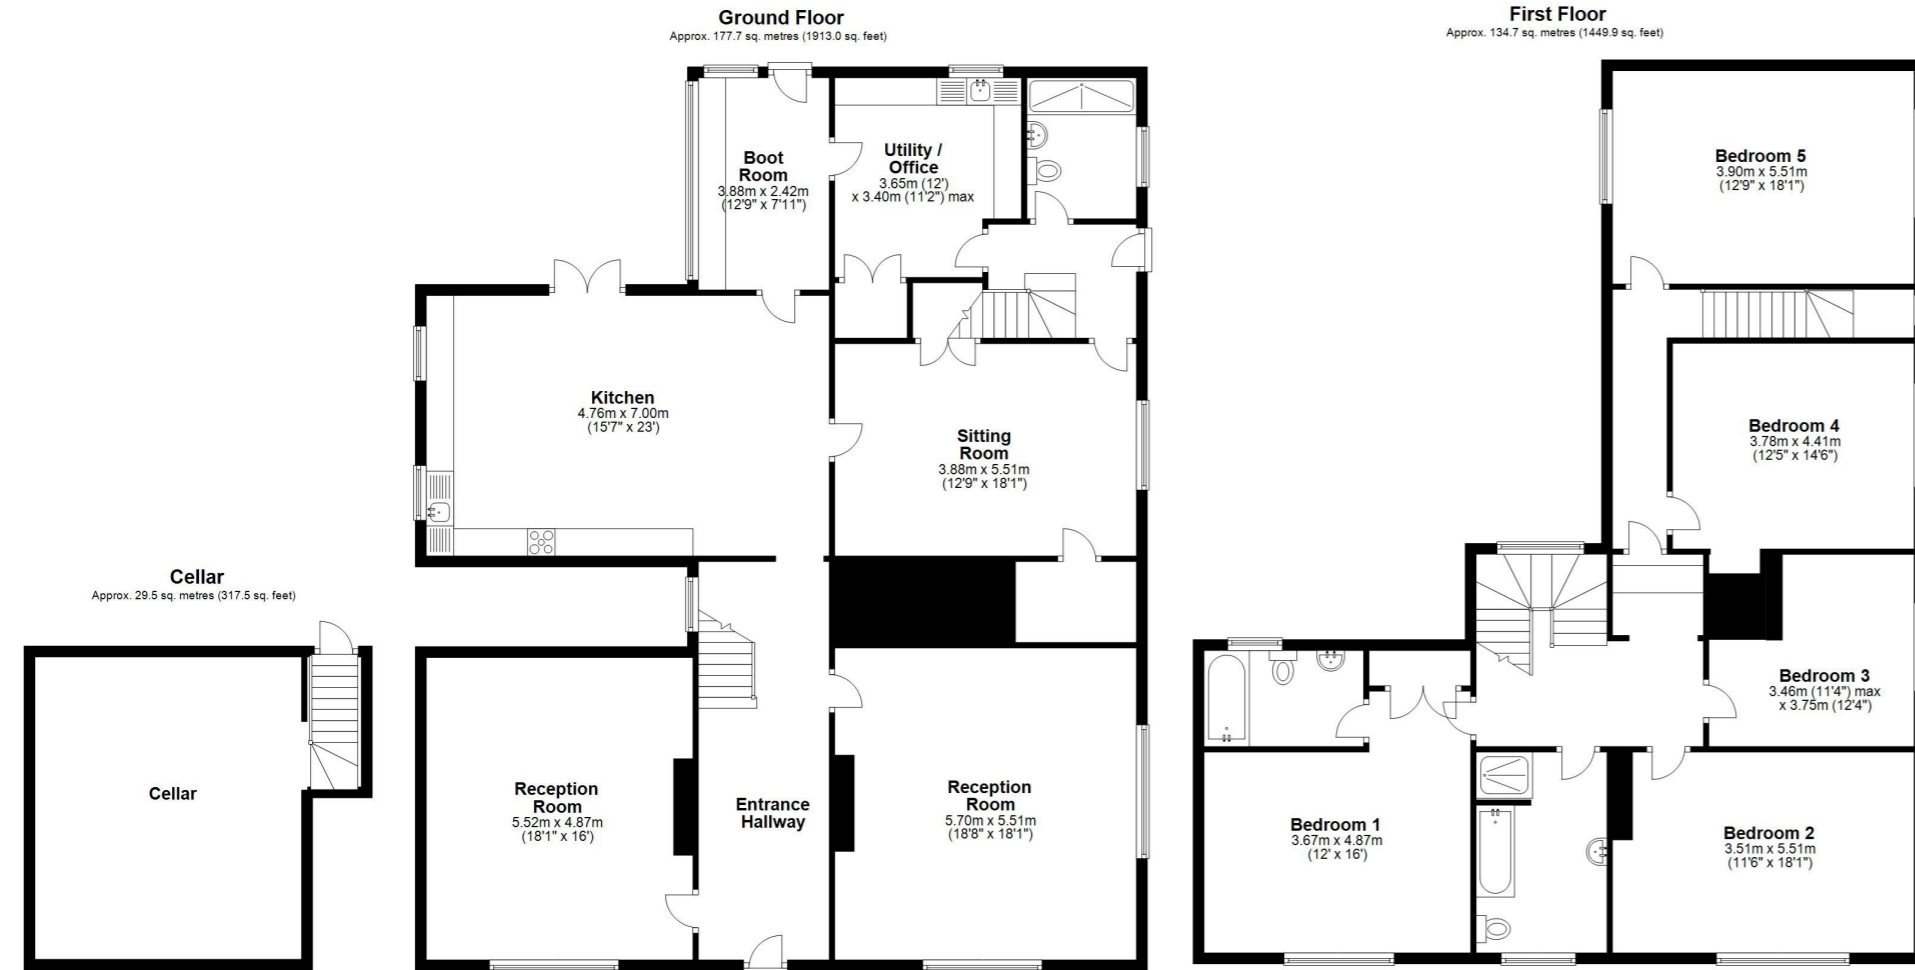 Ground Floor
Approx. 177.7 sq. metres (1913.0 sq. feet)
Boot
Room
3.88m x 2.42m
(12'9" x 7'11")
Utility /
Office
3.65m (12')
x 3.40m (11'2") max
Kitchen
4.76m x 7.00m
(15'7" x 23')
Sitting
Room
3.88m x 5.51m
(12'9" x 18'1")
Reception
Room
5.52m x 4.87m
(18'1" x 16')
Entrance
Hallway
Reception
Room
5.70m x 5.51m
(18'8" x 18'1")
Cellar
Approx. 29.5 sq. metres (317.5 sq. feet)
Cellar
First Floor
Approx. 134.7 sq. metres (1449.9 sq. feet)
Bedroom 5
3.90m x 5.51m
(12'9" x 18'1")
Bedroom 4
3.78m x 4.41m
(12'5" x 14'6")
Bedroom 3
3.46m (11'4") max
x 3.75m (12'4")
Bedroom 1
3.67m x 4.87m
(12' x 16')
Bedroom 2
3.51m x 5.51m
(11'6" x 18'1")